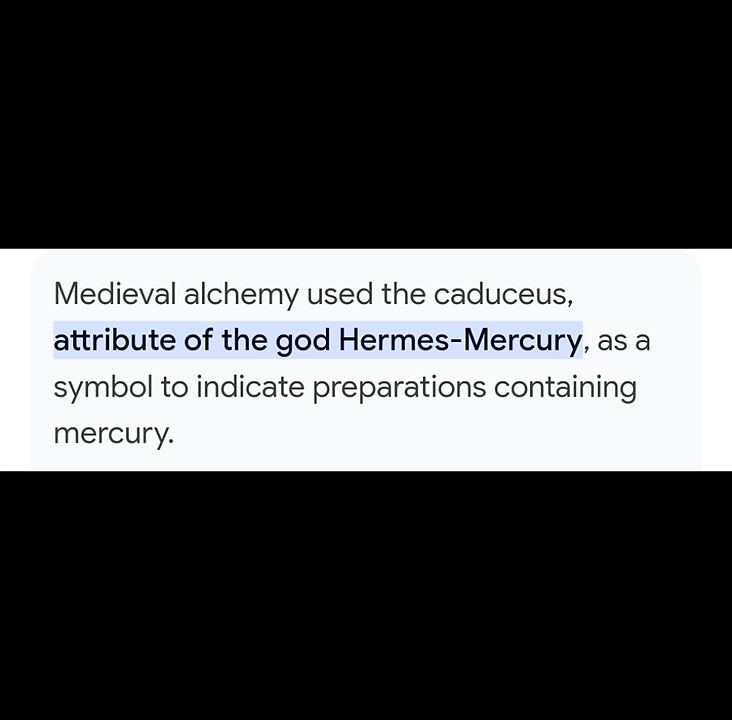 Medieval alchemy used the caduceus,
attribute of the god Hermes-Mercury, as a
symbol to indicate preparations containing
mercury.